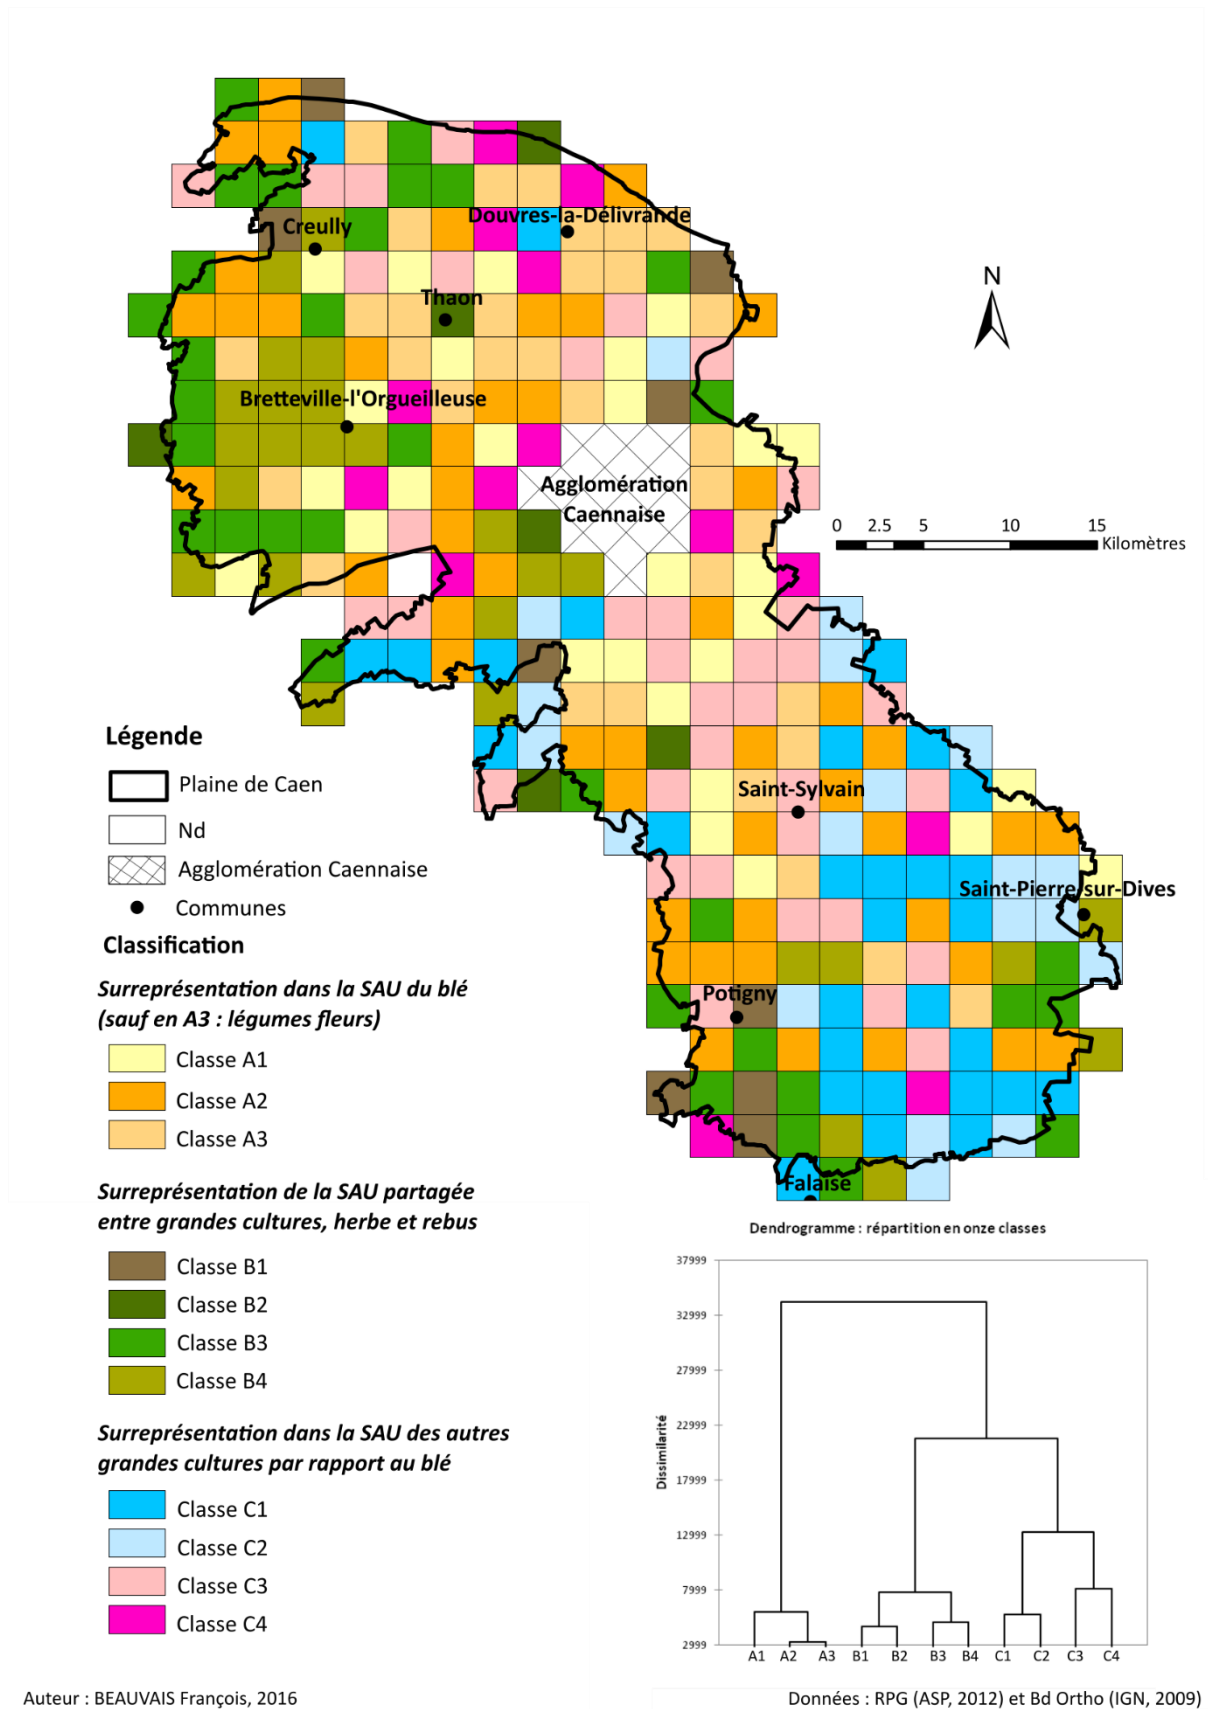 Creully
Douvres-la-Délivrande
Thaon
Bretteville-l'Orgueilleuse
Agglomération
Caennaise
N
0 2.5 5 10 15
Kilomètres
Saint-Sylvain
Saint-Pierre-sur-Dives
Potigny
Falaise
Légende
Plaine de Caen
Nd
Agglomération Caennaise
Communes
Classification
Surreprésentation dans la SAU du blé
(sauf en A3 : légumes fleurs)
Classe A1
Classe A2
Classe A3
Surreprésentation de la SAU partagée
entre grandes cultures, herbe et rebus
Classe B1
Classe B2
Classe B3
Classe B4
Surreprésentation dans la SAU des autres
grandes cultures par rapport au blé
Classe C1
Classe C2
Classe C3
Classe C4
Dendrogramme : répartition en onze classes
Dissimilarité
37999
32999
27999
22999
17999
12999
7999
2999
A1 A2 A3 B1 B2 B3 B4 C1 C2 C3 C4
Auteur : BEAUVAIS François, 2016
Données : RPG (ASP, 2012) et Bd Ortho (IGN, 2009)